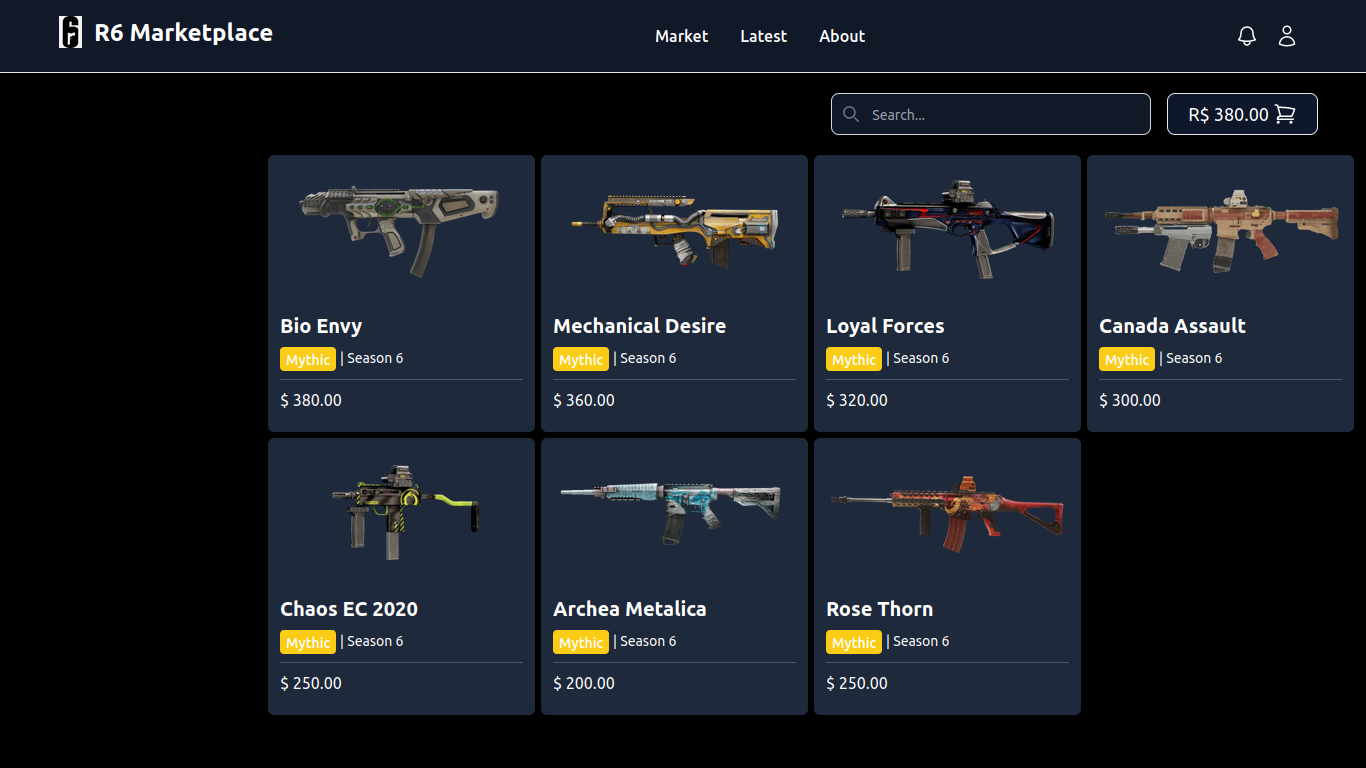 R6 Marketplace
Market Latest About
Search...
R$ 380.00
Bio Envy
Mythic | Season 6
$ 380.00
Mechanical Desire
Mythic | Season 6
$ 360.00
Loyal Forces
Mythic | Season 6
$ 320.00
Canada Assault
Mythic | Season 6
$ 300.00
Chaos EC 2020
Mythic | Season 6
$ 250.00
Archea Metalica
Mythic | Season 6
$ 200.00
Rose Thorn
Mythic | Season 6
$ 250.00